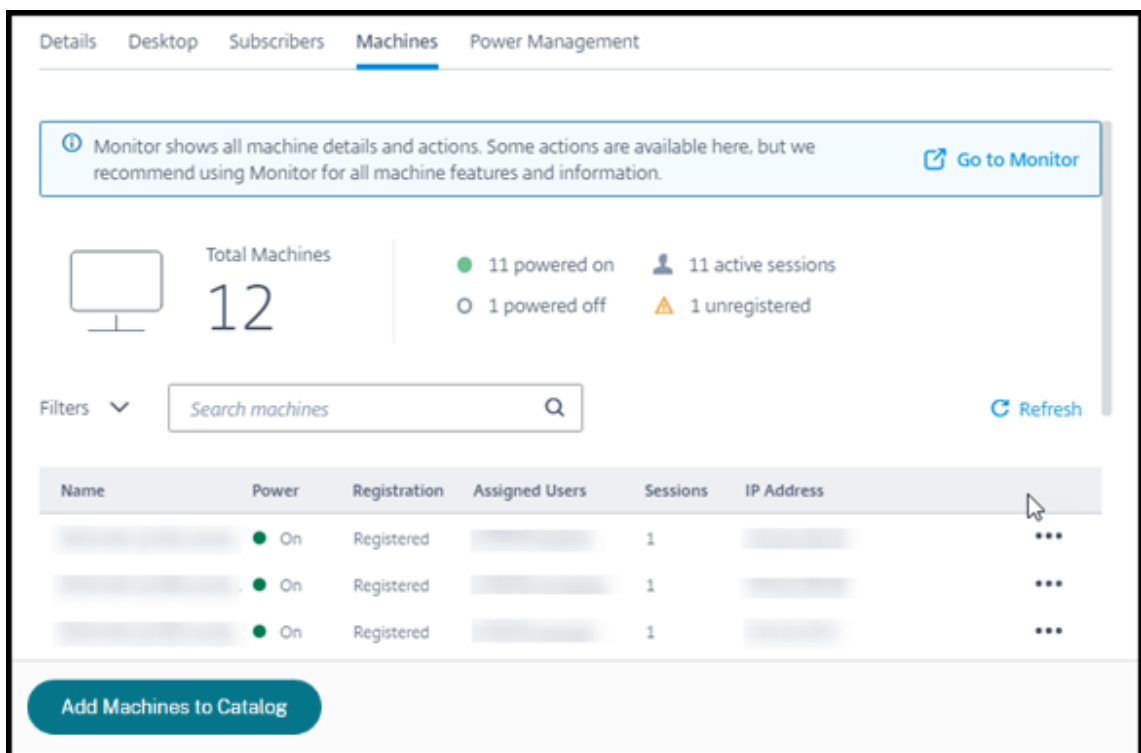 Details Desktop Subscribers Machines Power Management
Monitor shows all machine details and actions. Some actions are available here, but we
recommend using Monitor for all machine features and information.
Go to Monitor
Total Machines
12
11 powered on
11 active sessions
1 powered off
1 unregistered
Filters
Search machines
Refresh
Name Power Registration Assigned Users Sessions IP Address
On Registered 1
On Registered 1
On Registered 1
Add Machines to Catalog